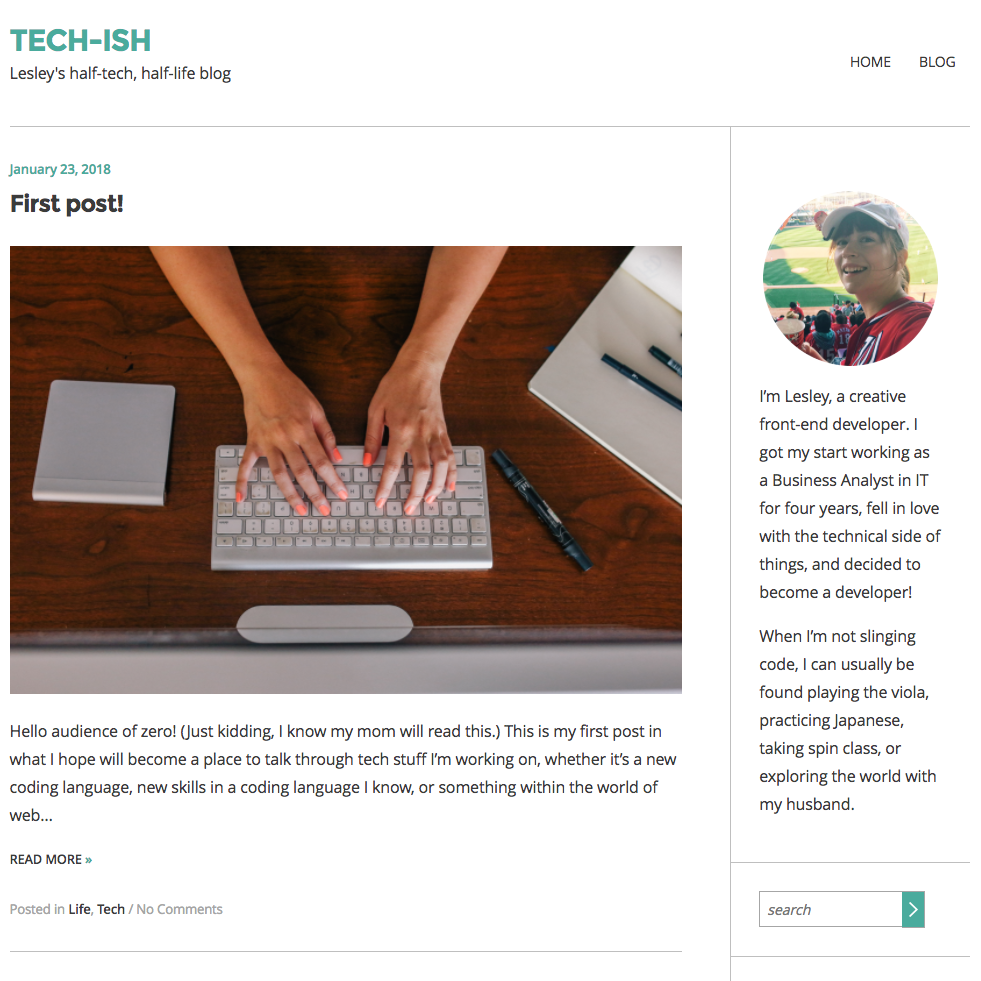 TECH-ISH
Lesley's half-tech, half-life blog
HOME BLOG
January 23, 2018
First post!
Hello audience of zero! (Just kidding, I know my mom will read this.) This is my first post in
what I hope will become a place to talk through tech stuff I’m working on, whether it’s a new
coding language, new skills in a coding language I know, or something within the world of
web…
READ MORE »
Posted in Life, Tech / No Comments
I’m Lesley, a creative
front-end developer. I
got my start working as
a Business Analyst in IT
for four years, fell in love
with the technical side of
things, and decided to
become a developer!
When I’m not slinging
code, I can usually be
found playing the viola,
practicing Japanese,
taking spin class, or
exploring the world with
my husband.
search